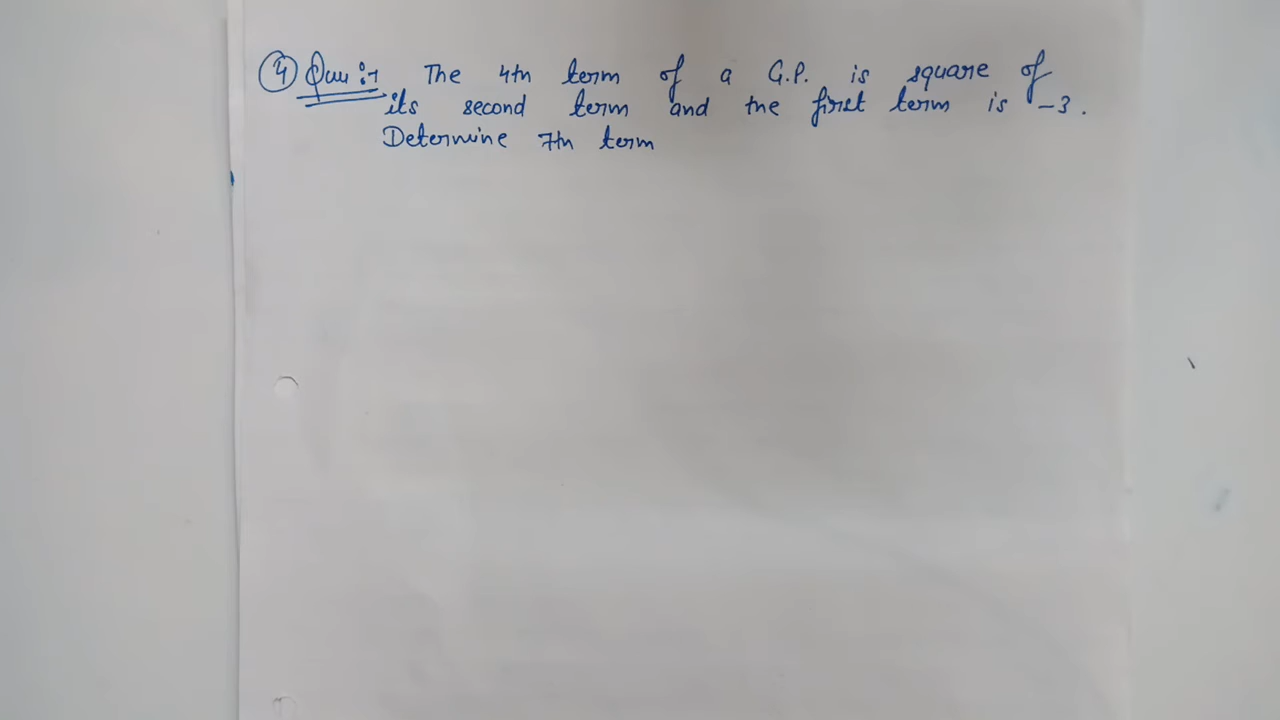 4 Ques:- The 4th term of a G.P. is square of
its second term and the first term is -3.
Determine 7th term